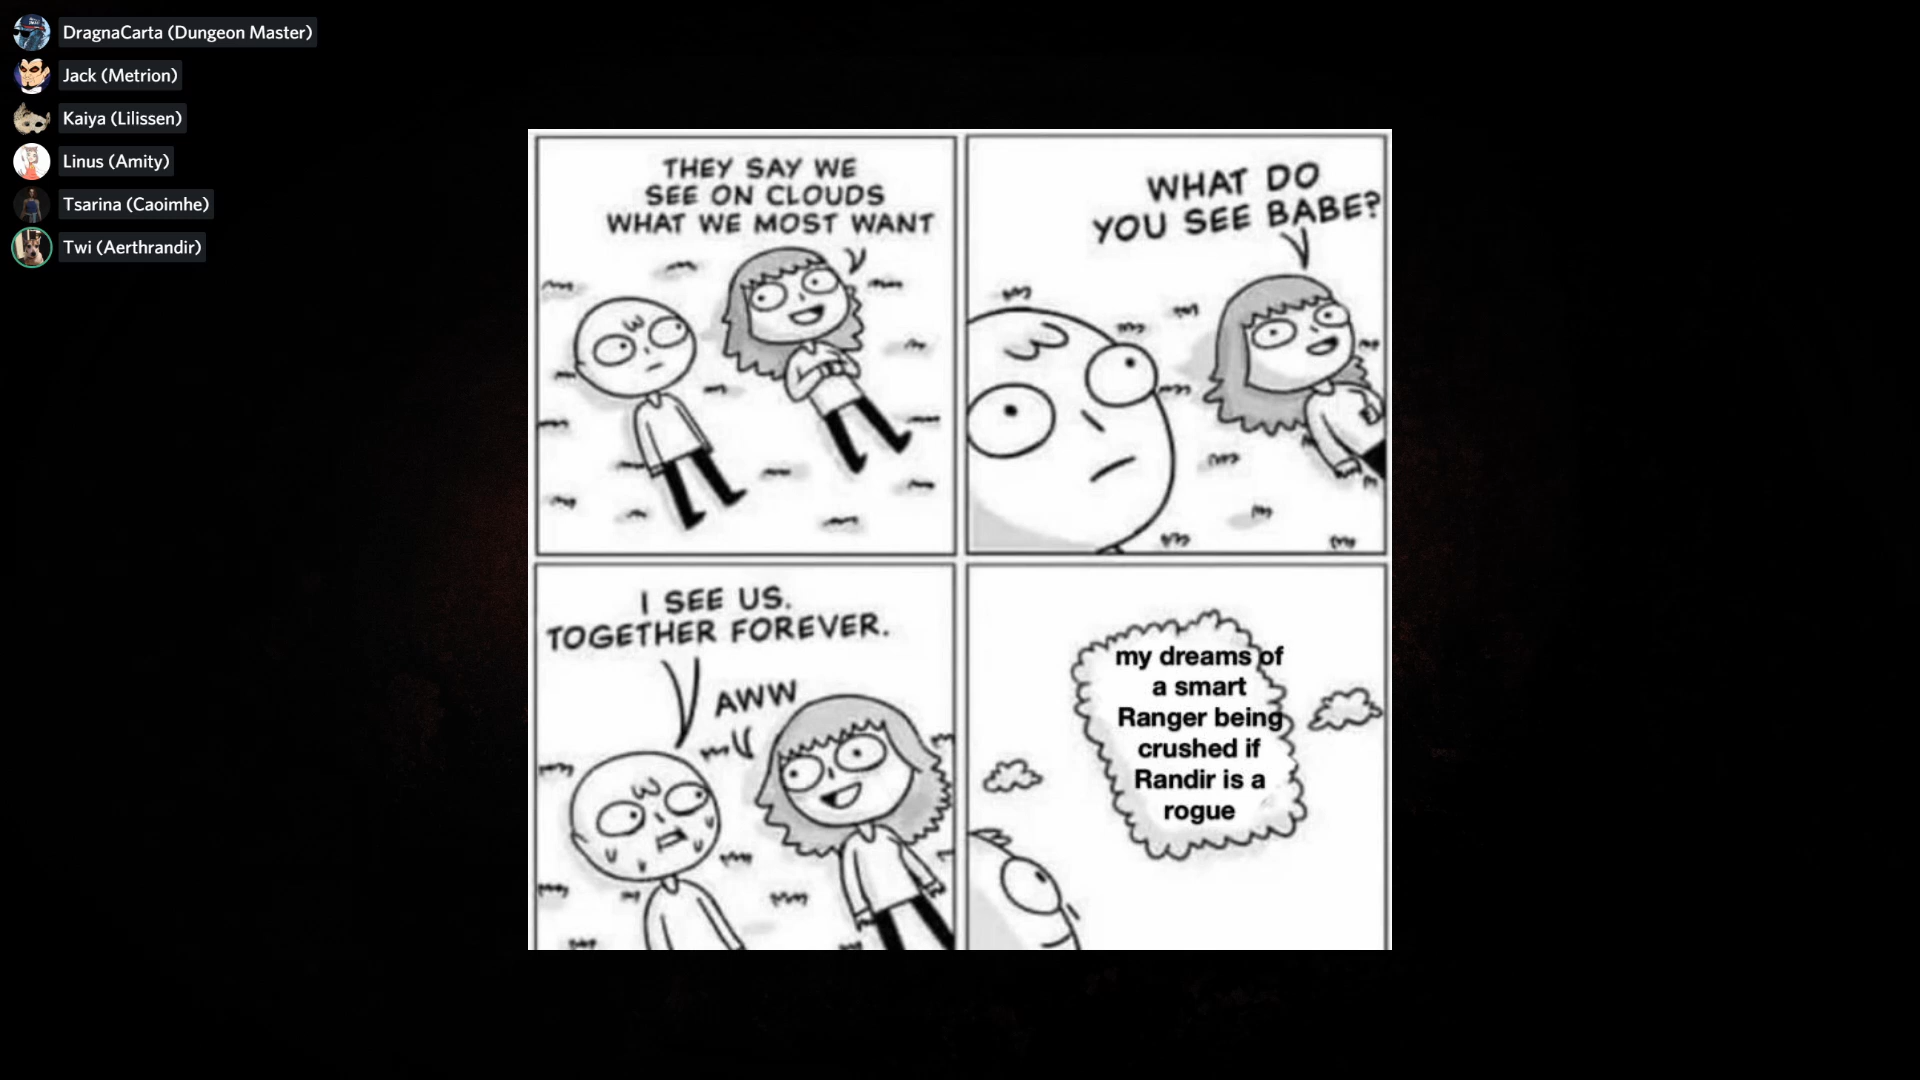 DragnaCarta (Dungeon Master)
Jack (Metrion)
Kaiya (Lilissen)
Linus (Amity)
Tsarina (Caoimhe)
Twi (Aerthrandir)
THEY SAY WE
SEE ON CLOUDS
WHAT WE MOST WANT
WHAT DO
YOU SEE BABE?
I SEE US.
TOGETHER FOREVER.
AWW
my dreams of
a smart
Ranger being
crushed if
Randir is a
rogue